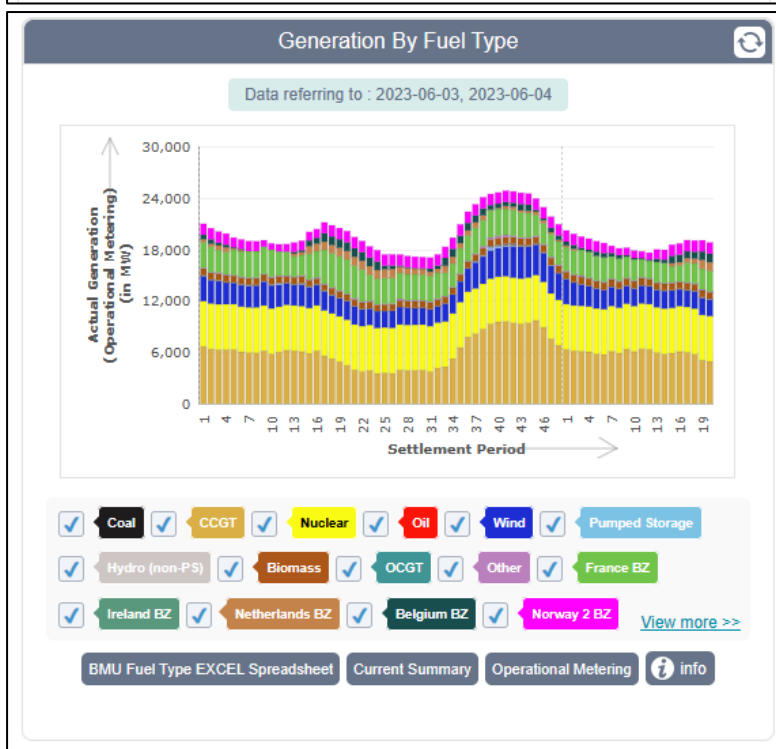 Generation By Fuel Type
Data referring to : 2023-06-03, 2023-06-04
Actual Generation
(Operational Metering)
(in MW)
30,000
24,000
18,000
12,000
6,000
0
1 4 7 10 13 16 19 22 25 28 31 34 37 40 43 46 1 4 7 10 13 16 19
Settlement Period
Coal CCGT Nuclear Oil Wind Pumped Storage
Hydro (non-PS) Biomass OCGT Other France BZ
Ireland BZ Netherlands BZ Belgium BZ Norway 2 BZ View more >>
BMU Fuel Type EXCEL Spreadsheet Current Summary Operational Metering i info